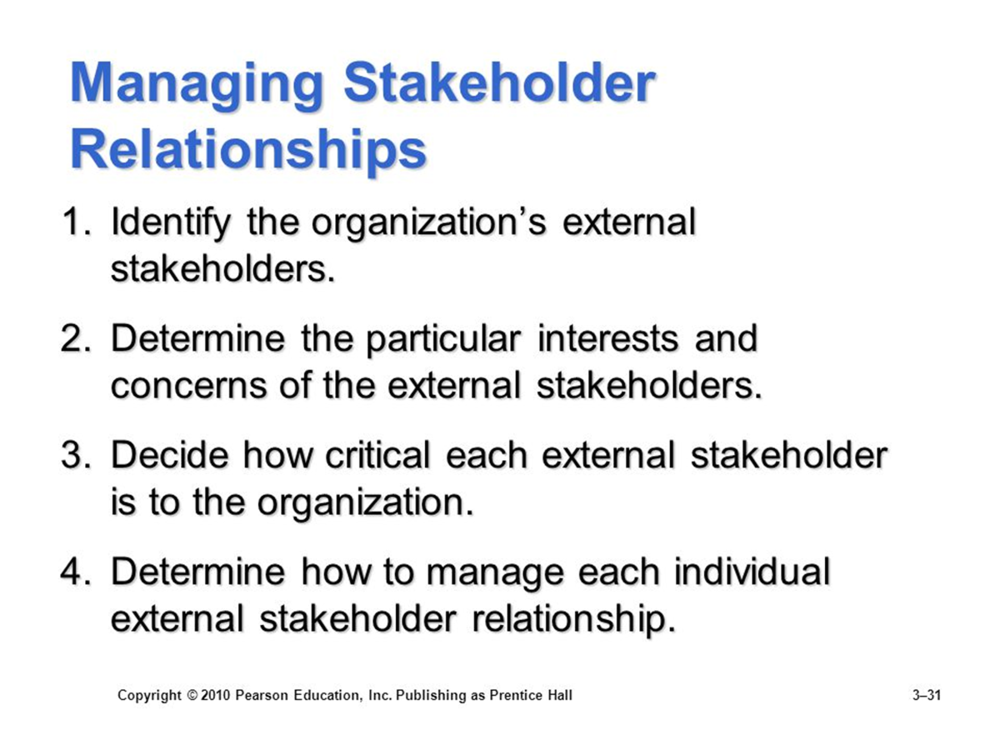 Managing Stakeholder
Relationships
1. Identify the organization’s external
stakeholders.
2. Determine the particular interests and
concerns of the external stakeholders.
3. Decide how critical each external stakeholder
is to the organization.
4. Determine how to manage each individual
external stakeholder relationship.
Copyright © 2010 Pearson Education, Inc. Publishing as Prentice Hall
3–31